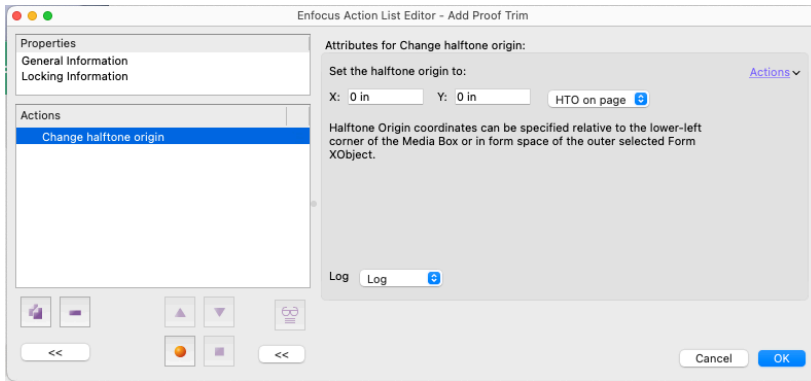 Enfocus Action List Editor - Add Proof Trim
Properties
General Information
Locking Information
Actions
Change halftone origin
<<
<<
Attributes for Change halftone origin:
Set the halftone origin to:
Actions
X: 0 in Y: 0 in HTO on page
Halftone Origin coordinates can be specified relative to the lower-left
corner of the Media Box or in form space of the outer selected Form
XObject.
Log Log
Cancel OK